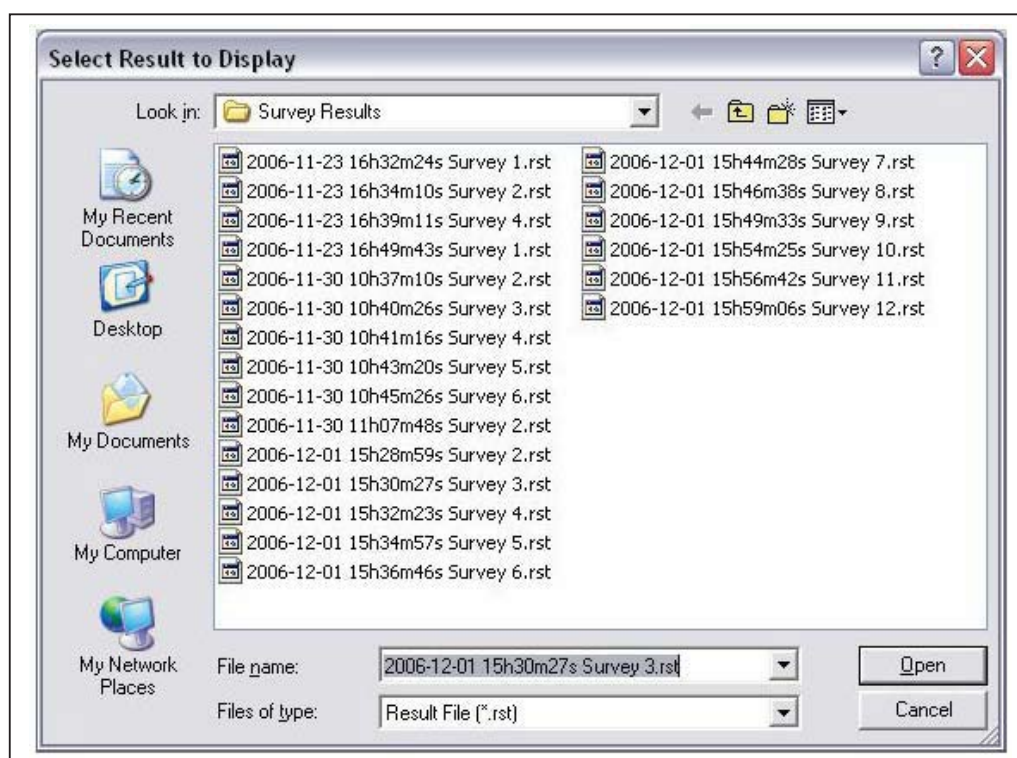 Select Result to Display
Look in: Survey Results
My Recent Documents
Desktop
My Documents
My Computer
My Network Places
2006-11-23 16h32m24s Survey 1.rst
2006-11-23 16h34m10s Survey 2.rst
2006-11-23 16h39m11s Survey 4.rst
2006-11-23 16h49m43s Survey 1.rst
2006-11-30 10h37m10s Survey 2.rst
2006-11-30 10h40m26s Survey 3.rst
2006-11-30 10h41m16s Survey 4.rst
2006-11-30 10h43m20s Survey 5.rst
2006-11-30 10h45m26s Survey 6.rst
2006-11-30 11h07m48s Survey 2.rst
2006-12-01 15h28m59s Survey 2.rst
2006-12-01 15h30m27s Survey 3.rst
2006-12-01 15h32m23s Survey 4.rst
2006-12-01 15h34m57s Survey 5.rst
2006-12-01 15h36m46s Survey 6.rst
2006-12-01 15h44m28s Survey 7.rst
2006-12-01 15h46m38s Survey 8.rst
2006-12-01 15h49m33s Survey 9.rst
2006-12-01 15h54m25s Survey 10.rst
2006-12-01 15h56m42s Survey 11.rst
2006-12-01 15h59m06s Survey 12.rst
File name: 2006-12-01 15h30m27s Survey 3.rst
Open
Files of type: Result File (*.rst)
Cancel